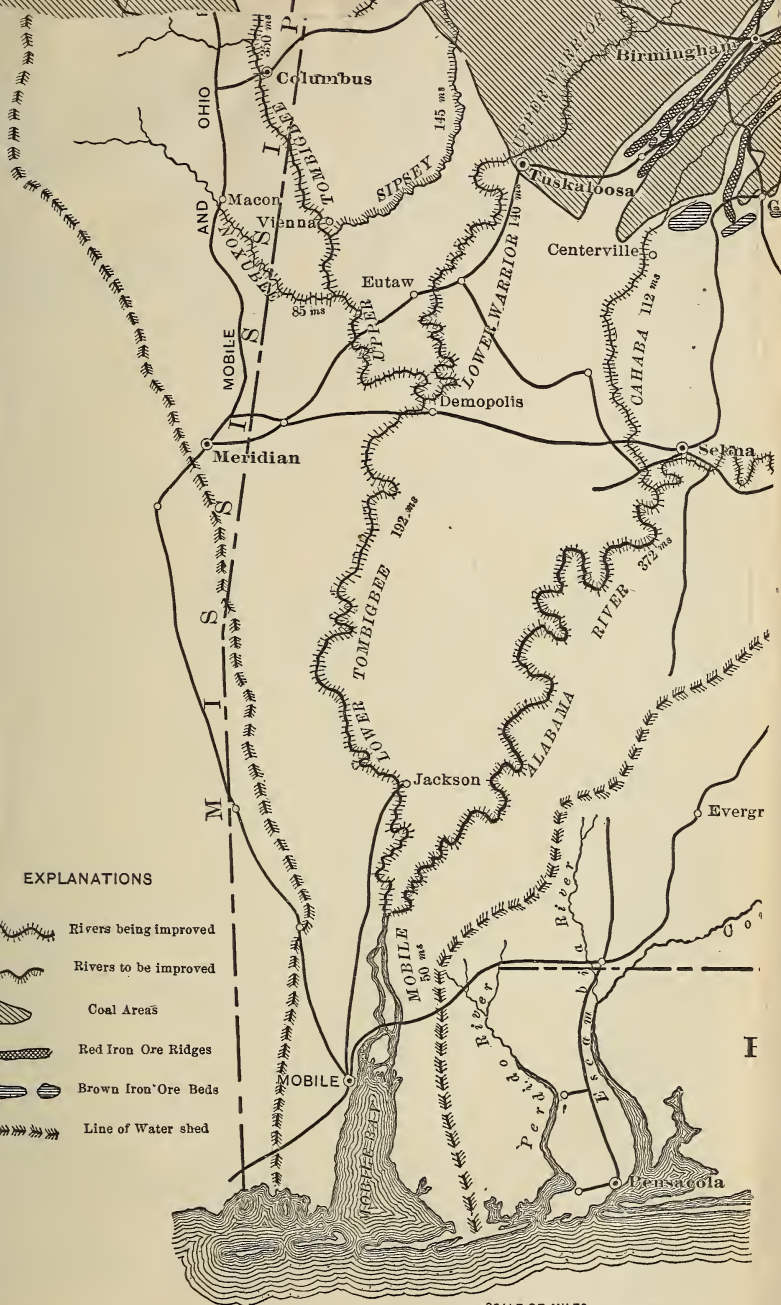 350 ms
Columbus
OHIO
AND
MOBILE
TOMBIGBEE
145 ms
SIPSEY
UPPER WARRIOR
Birmingham
Tuskaloosa
Macon
Vienna
NOXUBEE
85 ms
UPPER
Eutaw
140 ms
LOWER WARRIOR
Centerville
CAHABA 112 ms
Demopolis
Meridian
Selma
M I S S I S S I P
192 ms
LOWER TOMBIGBEE
372 ms
ALABAMA RIVER
Jackson
Evergr
MOBILE
50 ms
MOBILE
MOBILE BAY
Perdido River
Escambia River
Co
Pensacola
EXPLANATIONS
Rivers being improved
Rivers to be improved
Coal Areas
Red Iron Ore Ridges
Brown Iron Ore Beds
Line of Water shed